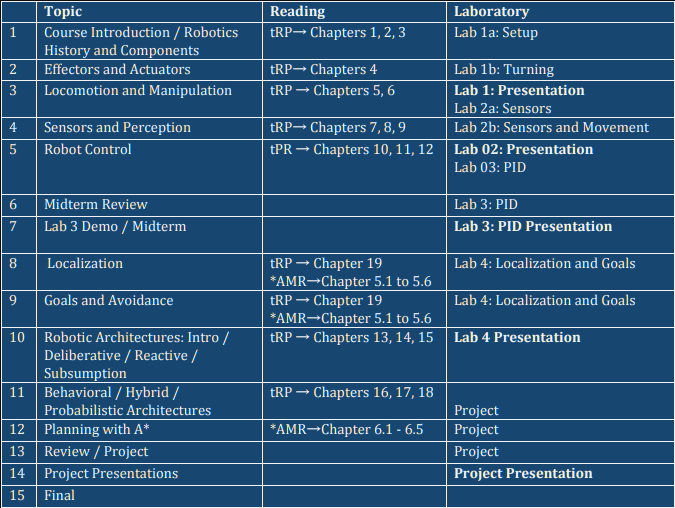 Topic Reading Laboratory
1 Course Introduction / Robotics tRP→ Chapters 1, 2, 3 Lab 1a: Setup
History and Components
2 Effectors and Actuators tRP→ Chapters 4 Lab 1b: Turning
3 Locomotion and Manipulation tRP → Chapters 5, 6 Lab 1: Presentation
Lab 2a: Sensors
4 Sensors and Perception tRP→ Chapters 7, 8, 9 Lab 2b: Sensors and Movement
5 Robot Control tPR → Chapters 10, 11, 12 Lab 02: Presentation
Lab 03: PID
6 Midterm Review Lab 3: PID
7 Lab 3 Demo / Midterm Lab 3: PID Presentation
8 Localization tRP → Chapter 19 Lab 4: Localization and Goals
*AMR→Chapter 5.1 to 5.6
9 Goals and Avoidance tRP → Chapter 19 Lab 4: Localization and Goals
*AMR→Chapter 5.1 to 5.6
10 Robotic Architectures: Intro / tRP → Chapters 13, 14, 15 Lab 4 Presentation
Deliberative / Reactive /
Subsumption
11 Behavioral / Hybrid / tRP → Chapters 16, 17, 18
Probabilistic Architectures Project
12 Planning with A* *AMR→Chapter 6.1 - 6.5 Project
13 Review / Project Project
14 Project Presentations Project Presentation
15 Final